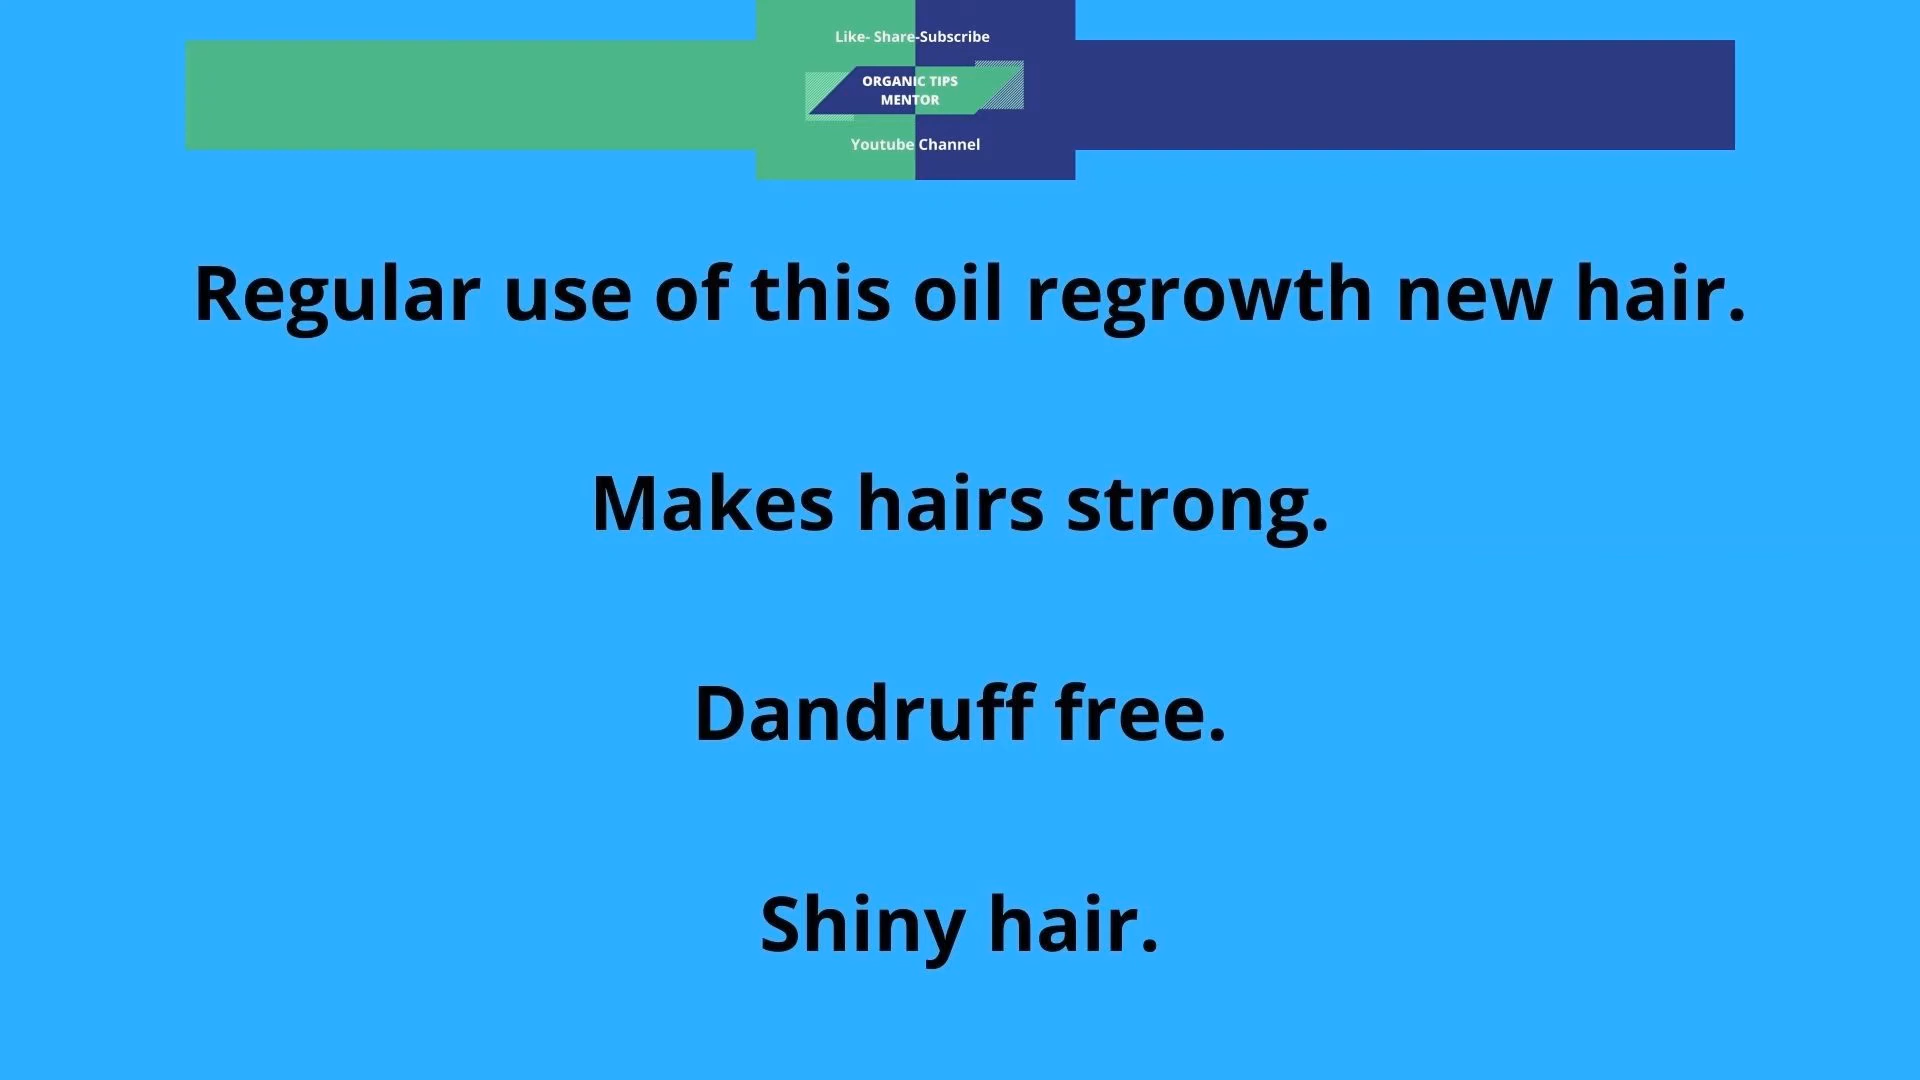 Like- Share-Subscribe
ORGANIC TIPS
MENTOR
Youtube Channel
Regular use of this oil regrowth new hair.
Makes hairs strong.
Dandruff free.
Shiny hair.